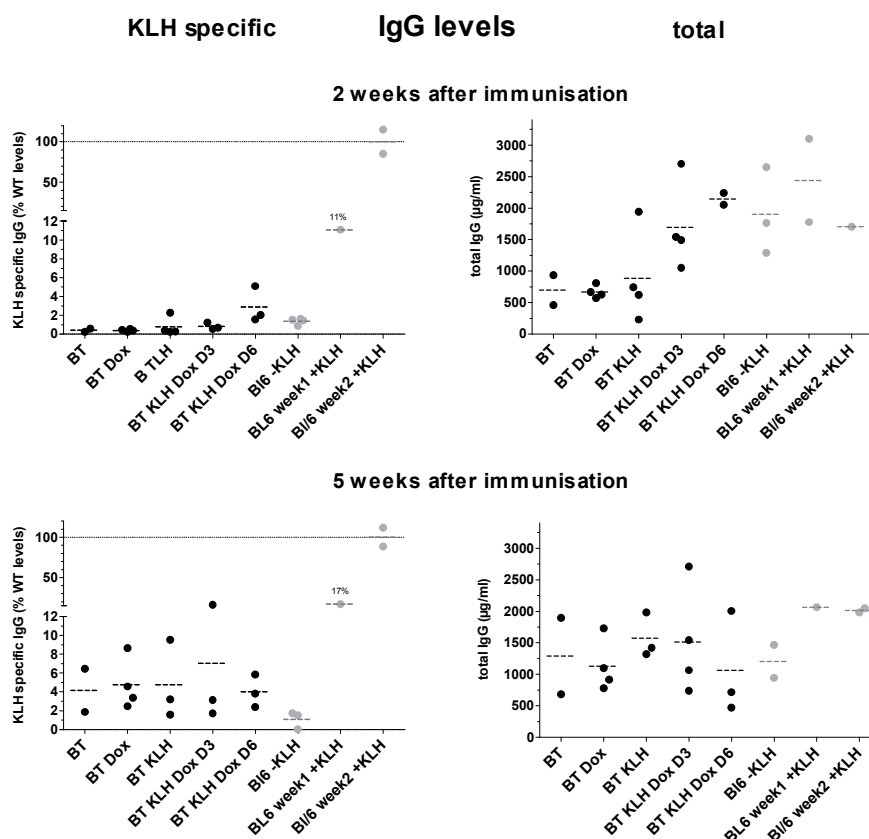 KLH specific IgG levels total
2 weeks after immunisation
KLH specific IgG (% WT levels)
100
50
12
10
8
6
4
2
0
11%
BT
BT Dox
B TLH
BT KLH Dox D3
BT KLH Dox D6
Bl6 -KLH
BL6 week1 +KLH
Bl/6 week2 +KLH
total IgG (µg/ml)
3000
2500
2000
1500
1000
500
0
BT
BT Dox
BT KLH
BT KLH Dox D3
BT KLH Dox D6
Bl6 -KLH
BL6 week1 +KLH
Bl/6 week2 +KLH
5 weeks after immunisation
KLH specific IgG (% WT levels)
100
50
12
10
8
6
4
2
0
17%
BT
BT Dox
BT KLH
BT KLH Dox D3
BT KLH Dox D6
Bl6 -KLH
BL6 week1 +KLH
Bl/6 week2 +KLH
total IgG (µg/ml)
3000
2500
2000
1500
1000
500
0
BT
BT Dox
BT KLH
BT KLH Dox D3
BT KLH Dox D6
Bl6 -KLH
BL6 week1 +KLH
Bl/6 week2 +KLH